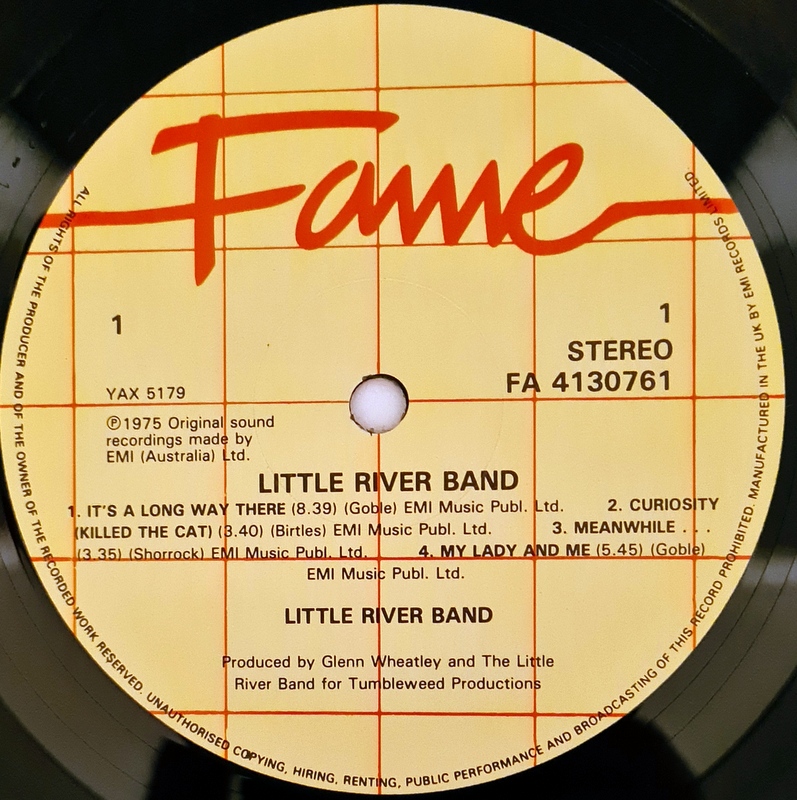 Fame
1
1
STEREO
FA 4130761
YAX 5179
℗1975 Original sound
recordings made by
EMI (Australia) Ltd.
LITTLE RIVER BAND
1. IT'S A LONG WAY THERE (8.39) (Goble) EMI Music Publ. Ltd. 2. CURIOSITY
(KILLED THE CAT) (3.40) (Birtles) EMI Music Publ. Ltd. 3. MEANWHILE . . .
(3.35) (Shorrock) EMI Music Publ. Ltd. 4. MY LADY AND ME (5.45) (Goble)
EMI Music Publ. Ltd.
LITTLE RIVER BAND
Produced by Glenn Wheatley and The Little
River Band for Tumbleweed Productions
ALL RIGHTS OF THE PRODUCER AND OF THE OWNER OF THE RECORDED WORK RESERVED. UNAUTHORISED COPYING, HIRING, RENTING, PUBLIC PERFORMANCE AND BROADCASTING OF THIS RECORD PROHIBITED. MANUFACTURED IN THE UK BY EMI RECORDS LIMITED